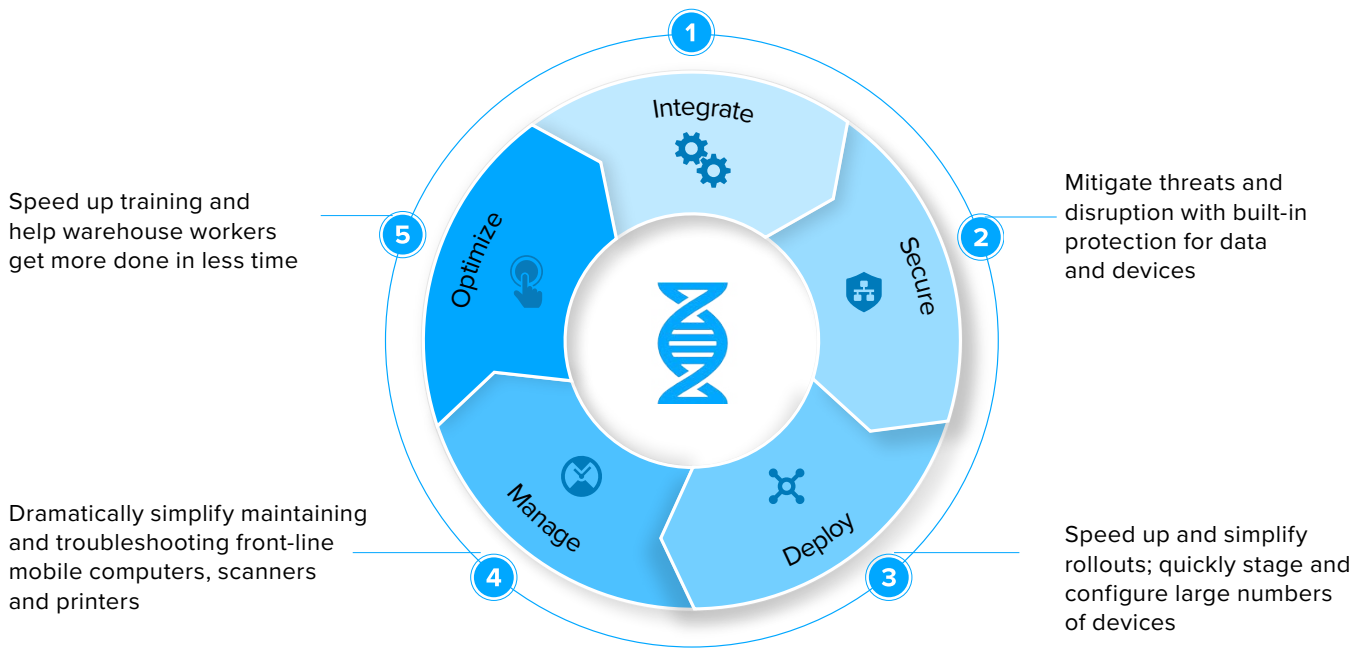 1
Integrate
2
Secure
Mitigate threats and
disruption with built-in
protection for data
and devices
3
Deploy
Speed up and simplify
rollouts; quickly stage and
configure large numbers
of devices
4
Manage
Dramatically simplify maintaining
and troubleshooting front-line
mobile computers, scanners
and printers
5
Optimize
Speed up training and
help warehouse workers
get more done in less time